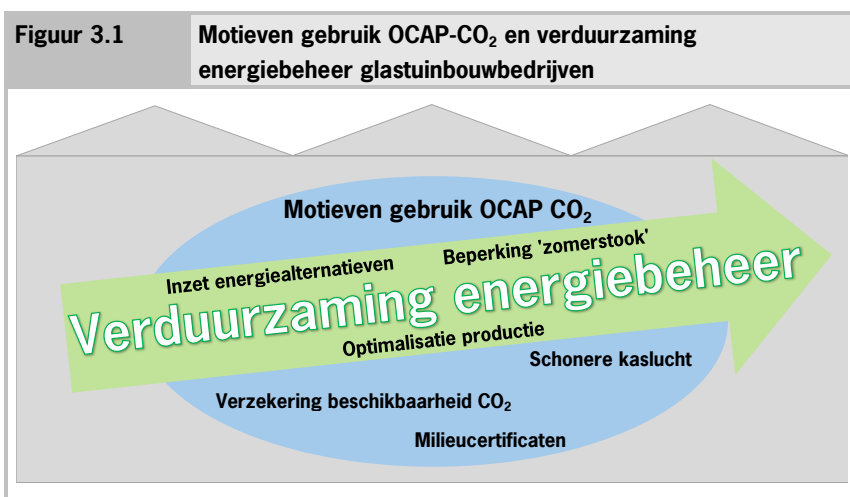 Figuur 3.1
Motieven gebruik OCAP-CO₂ en verduurzaming
energiebeheer glastuinbouwbedrijven
Motieven gebruik OCAP CO₂
Beperking 'zomerstook'
Inzet energiealternatieven
Verduurzaming energiebeheer
Optimalisatie productie
Schonere kaslucht
Verzekering beschikbaarheid CO₂
Milieucertificaten